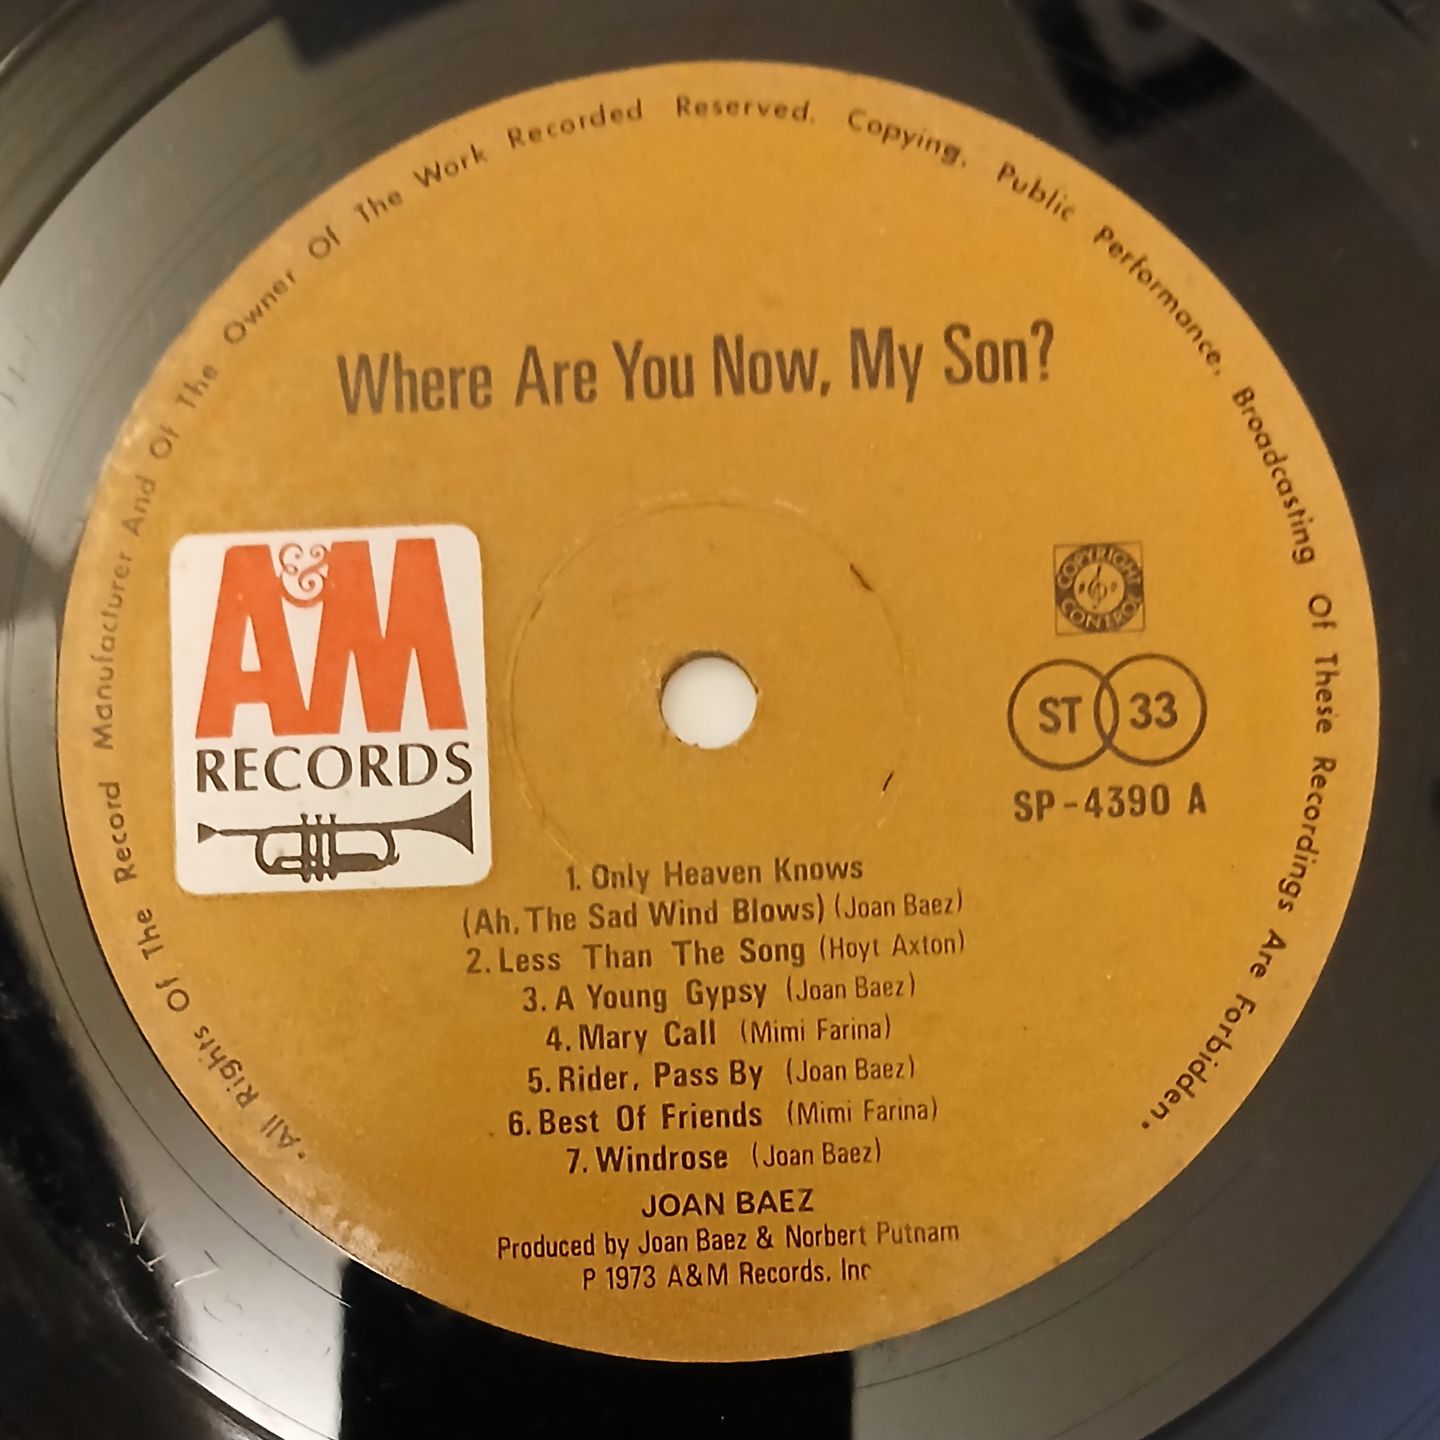 .All Rights Of The Record Manufacturer And Of The Owner Of The Work Recorded Reserved. Copying, Public Performance, Broadcasting Of These Recordings Are Forbidden.
Where Are You Now, My Son?
A&M
RECORDS
COPYRIGHT
CONTROL
ST 33
SP-4390 A
1. Only Heaven Knows
(Ah, The Sad Wind Blows) (Joan Baez)
2. Less Than The Song (Hoyt Axton)
3. A Young Gypsy (Joan Baez)
4. Mary Call (Mimi Farina)
5. Rider, Pass By (Joan Baez)
6. Best Of Friends (Mimi Farina)
7. Windrose (Joan Baez)
JOAN BAEZ
Produced by Joan Baez & Norbert Putnam
P 1973 A&M Records, Inc